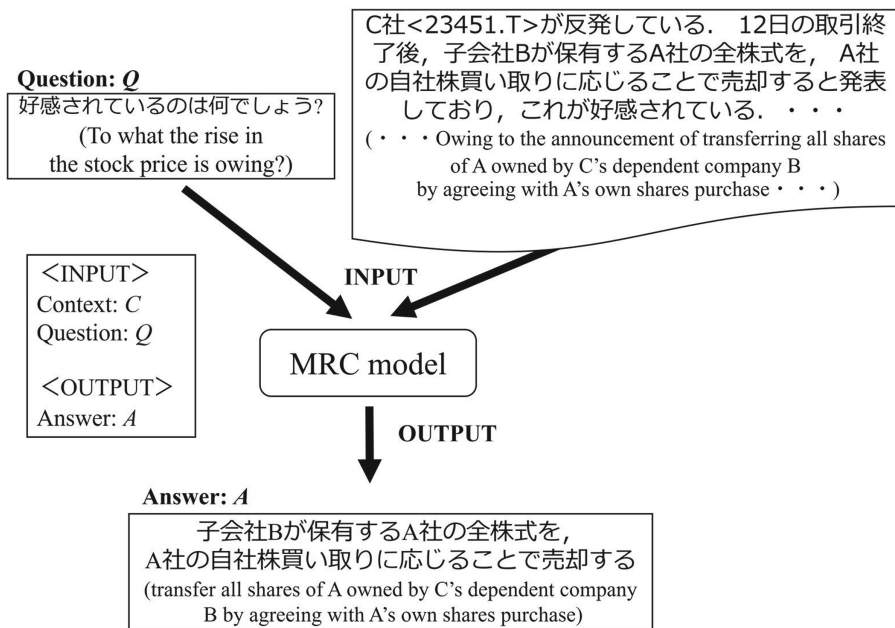 Question: Q
好感されているのは何でしょう?
(To what the rise in
the stock price is owing?)
C社<23451.T>が反発している． 12日の取引終
了後，子会社Bが保有するA社の全株式を， A社
の自社株買い取りに応じることで売却すると発表
しており，これが好感されている． ・・・
(・・・Owing to the announcement of transferring all shares
of A owned by C's dependent company B
by agreeing with A's own shares purchase・・・)
INPUT
＜INPUT＞
Context: C
Question: Q
＜OUTPUT＞
Answer: A
MRC model
OUTPUT
Answer: A
子会社Bが保有するA社の全株式を，
A社の自社株買い取りに応じることで売却する
(transfer all shares of A owned by C's dependent company
B by agreeing with A's own shares purchase)